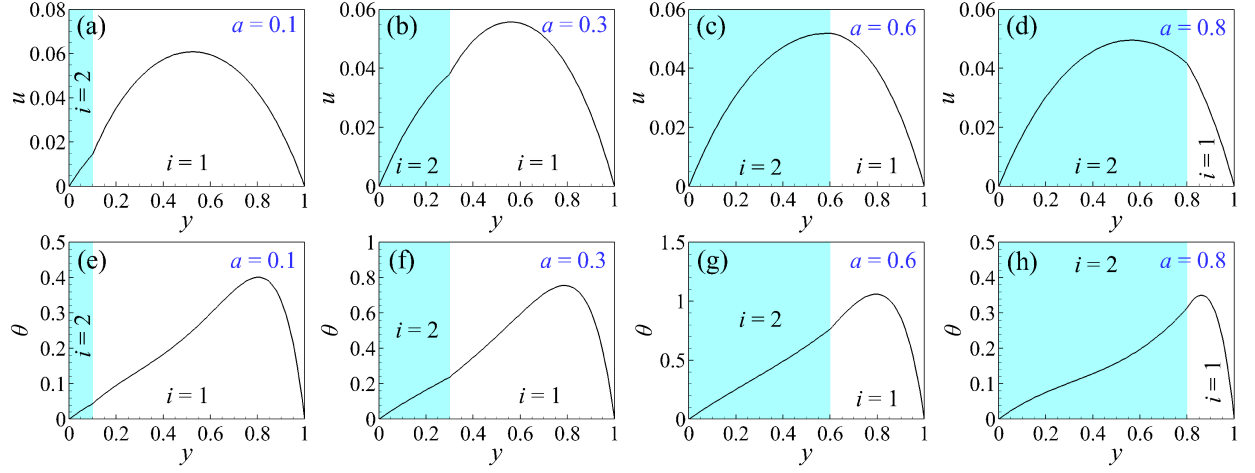 (a) a = 0.1
0.08
0.06
0.04
0.02
0
u
i = 2
i = 1
0 0.2 0.4 0.6 0.8 1
y
(b) a = 0.3
0.06
0.04
0.02
0
u
i = 2
i = 1
0 0.2 0.4 0.6 0.8 1
y
(c) a = 0.6
0.06
0.04
0.02
0
u
i = 2
i = 1
0 0.2 0.4 0.6 0.8 1
y
(d) a = 0.8
0.06
0.04
0.02
0
u
i = 2
i = 1
0 0.2 0.4 0.6 0.8 1
y
(e) a = 0.1
0.5
0.4
0.3
0.2
0.1
0
θ
i = 2
i = 1
0 0.2 0.4 0.6 0.8 1
y
(f) a = 0.3
1
0.8
0.6
0.4
0.2
0
θ
i = 2
i = 1
0 0.2 0.4 0.6 0.8 1
y
(g) a = 0.6
1.5
1
0.5
0
θ
i = 2
i = 1
0 0.2 0.4 0.6 0.8 1
y
(h) a = 0.8
0.5
0.4
0.3
0.2
0.1
0
θ
i = 2
i = 1
0 0.2 0.4 0.6 0.8 1
y